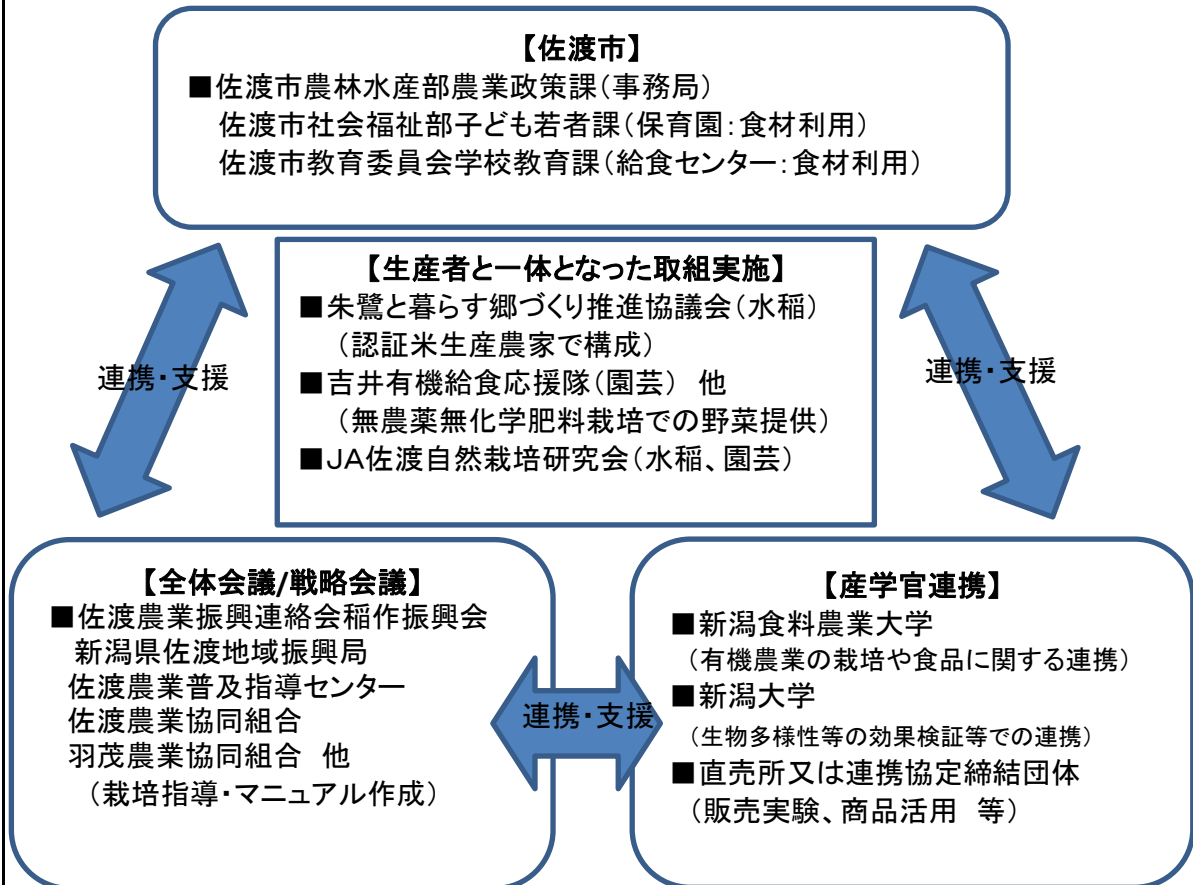 【佐渡市】
■佐渡市農林水産部農業政策課(事務局)
佐渡市社会福祉部子ども若者課(保育園:食材利用)
佐渡市教育委員会学校教育課(給食センター:食材利用)
【生産者と一体となった取組実施】
■朱鷺と暮らす郷づくり推進協議会(水稲)
(認証米生産農家で構成)
■吉井有機給食応援隊(園芸) 他
(無農薬無化学肥料栽培での野菜提供)
■JA佐渡自然栽培研究会(水稲、園芸)
連携・支援
連携・支援
【全体会議/戦略会議】
■佐渡農業振興連絡会稲作振興会
新潟県佐渡地域振興局
佐渡農業普及指導センター
佐渡農業協同組合
羽茂農業協同組合 他
(栽培指導・マニュアル作成)
連携・支援
【産学官連携】
■新潟食料農業大学
(有機農業の栽培や食品に関する連携)
■新潟大学
(生物多様性等の効果検証等での連携)
■直売所又は連携協定締結団体
(販売実験、商品活用 等)